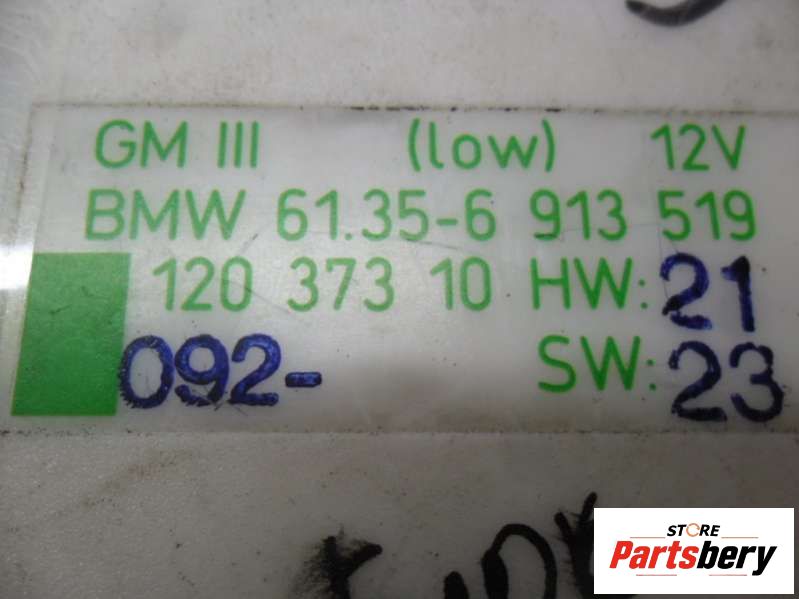 GM III (low) 12V
BMW 61.35-6 913 519
120 373 10 HW: 21
092- SW: 23
STORE
Partsbery